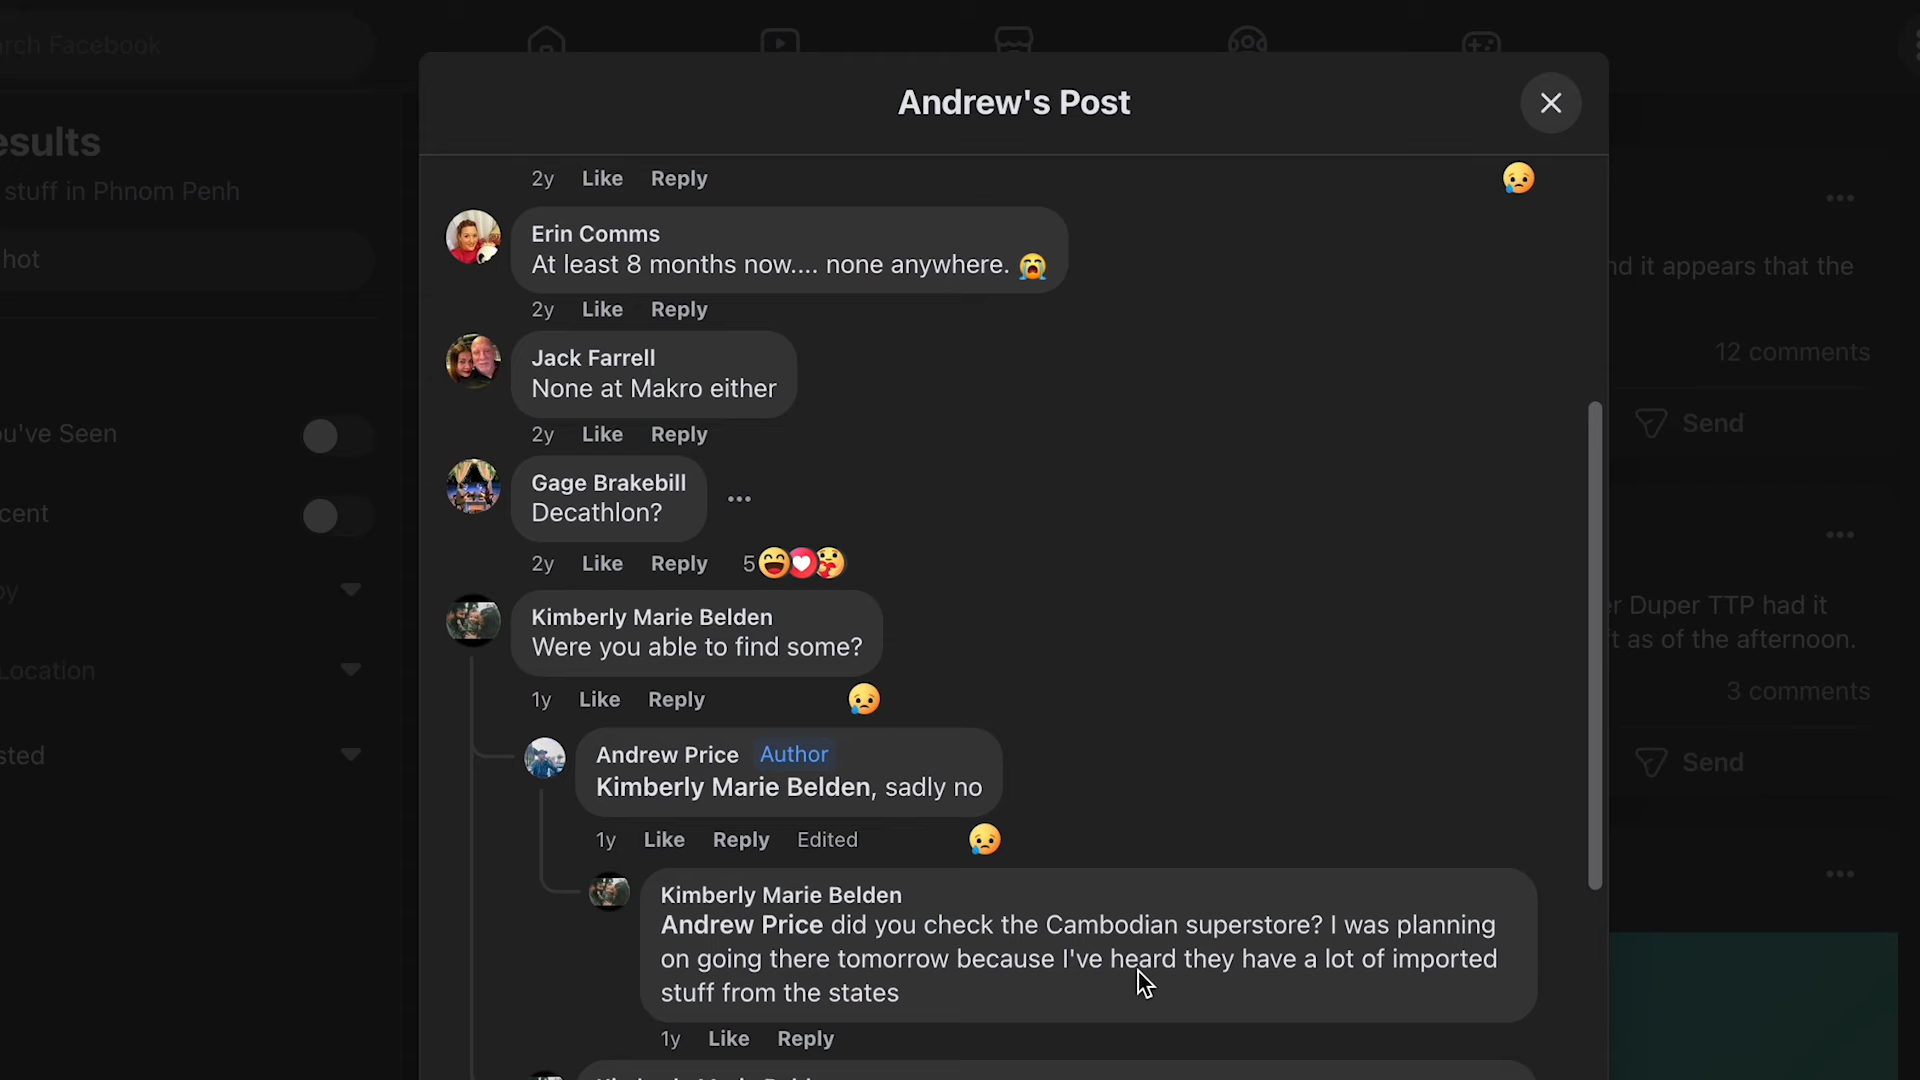 rch Facebook
Andrew's Post
esults
stuff in Phnom Penh
hot
2y Like Reply
Erin Comms
At least 8 months now.... none anywhere. 😭
nd it appears that the
2y Like Reply
Jack Farrell
None at Makro either
12 comments
2y Like Reply
ou've Seen
Send
Gage Brakebill
Decathlon?
cent
2y Like Reply 5
by
Kimberly Marie Belden
Were you able to find some?
er Duper TTP had it
ft as of the afternoon.
Location
1y Like Reply
3 comments
Andrew Price Author
Kimberly Marie Belden, sadly no
sted
Send
1y Like Reply Edited
Kimberly Marie Belden
Andrew Price did you check the Cambodian superstore? I was planning
on going there tomorrow because I've heard they have a lot of imported
stuff from the states
1y Like Reply